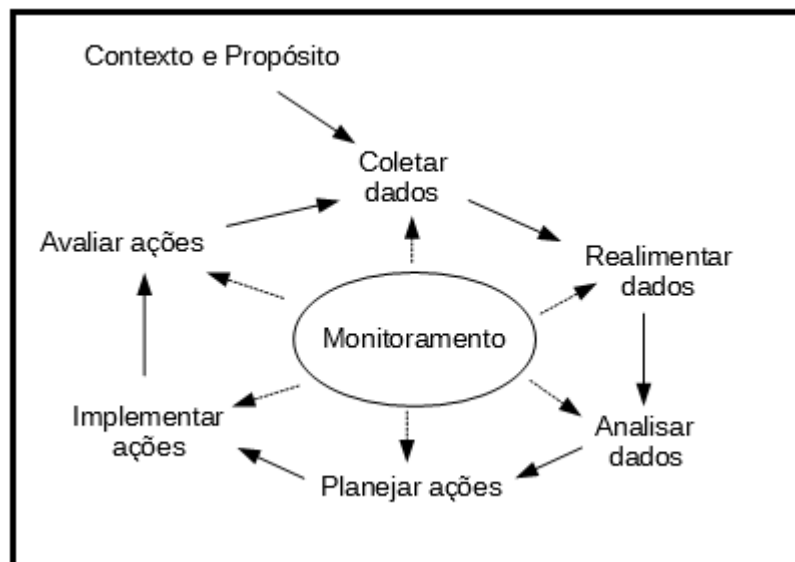 Contexto e Propósito
Coletar
dados
Avaliar ações
Realimentar
dados
Monitoramento
Implementar
ações
Analisar
dados
Planejar ações